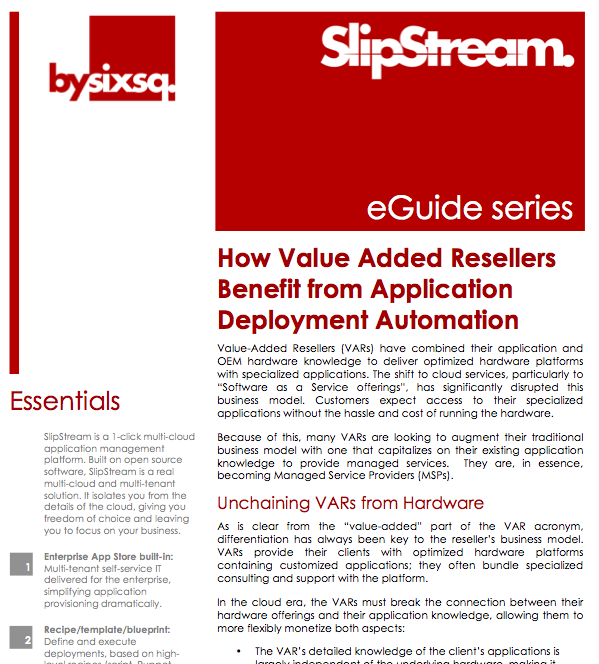 bysixsq.
SlipStream.
eGuide series
Essentials
SlipStream is a 1-click multi-cloud
application management
platform. Built on open source
software, SlipStream is a real
multi-cloud and multi-tenant
solution. It isolates you from the
details of the cloud, giving you
freedom of choice and leaving
you to focus on your business.
1
Enterprise App Store built-in:
Multi-tenant self-service IT
delivered for the enterprise,
simplifying application
provisioning dramatically.
2
Recipe/template/blueprint:
Define and execute
deployments, based on high-
level recipes (script, Puppet,
How Value Added Resellers
Benefit from Application
Deployment Automation
Value-Added Resellers (VARs) have combined their application and
OEM hardware knowledge to deliver optimized hardware platforms
with specialized applications. The shift to cloud services, particularly to
“Software as a Service offerings”, has significantly disrupted this
business model. Customers expect access to their specialized
applications without the hassle and cost of running the hardware.
Because of this, many VARs are looking to augment their traditional
business model with one that capitalizes on their existing application
knowledge to provide managed services. They are, in essence,
becoming Managed Service Providers (MSPs).
Unchaining VARs from Hardware
As is clear from the “value-added” part of the VAR acronym,
differentiation has always been key to the reseller’s business model.
VARs provide their clients with optimized hardware platforms
containing customized applications; they often bundle specialized
consulting and support with the platform.
In the cloud era, the VARs must break the connection between their
hardware offerings and their application knowledge, allowing them to
more flexibly monetize both aspects:
• The VAR’s detailed knowledge of the client’s applications is
largely independent of the underlying hardware, making it